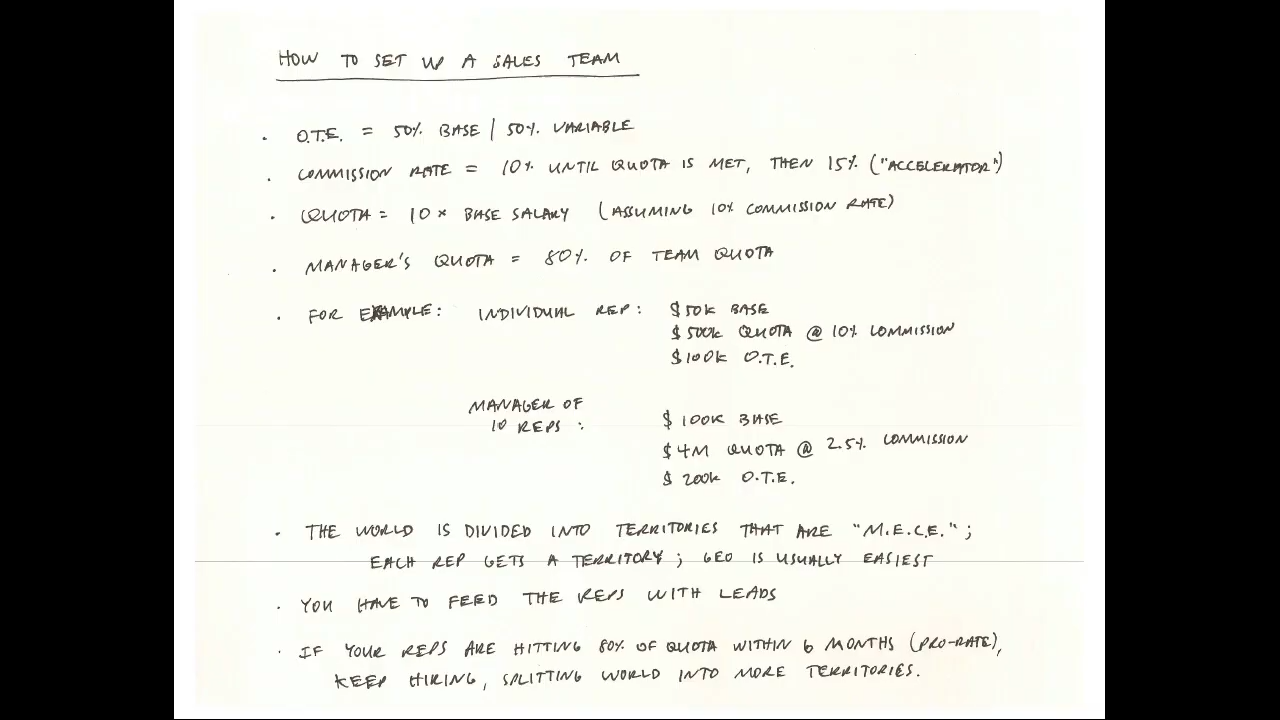 HOW TO SET UP A SALES TEAM
· O.T.E. = 50% BASE | 50% VARIABLE
· COMMISSION RATE = 10% UNTIL QUOTA IS MET, THEN 15% ("ACCELERATOR")
· QUOTA = 10 × BASE SALARY (ASSUMING 10% COMMISSION RATE)
· MANAGER'S QUOTA = 80% OF TEAM QUOTA
· FOR EXAMPLE: INDIVIDUAL REP: $50K BASE
$500K QUOTA @ 10% COMMISSION
$100K O.T.E.
MANAGER OF
10 REPS: $100K BASE
$4M QUOTA @ 2.5% COMMISSION
$200K O.T.E.
· THE WORLD IS DIVIDED INTO TERRITORIES THAT ARE "M.E.C.E.";
EACH REP GETS A TERRITORY; GEO IS USUALLY EASIEST
· YOU HAVE TO FEED THE REPS WITH LEADS
· IF YOUR REPS ARE HITTING 80% OF QUOTA WITHIN 6 MONTHS (PRO-RATE),
KEEP HIRING, SPLITTING WORLD INTO MORE TERRITORIES.